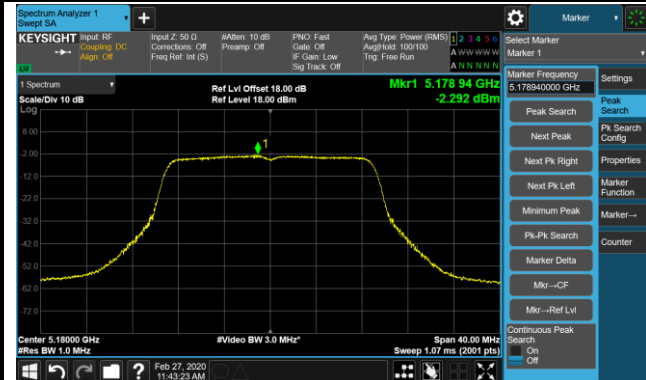 Spectrum Analyzer 1
Swept SA
Marker
KEYSIGHT
Input: RF
Coupling: DC
Align: Off
Input Z: 50 Ω
Corrections: Off
Freq Ref: Int (S)
#Atten: 10 dB
Preamp: Off
PNO: Fast
Gate: Off
IF Gain: Low
Sig Track: Off
Avg Type: Power (RMS)
Avg|Hold: 100/100
Trig: Free Run
1 2 3 4 5 6
A W W W W W
A N N N N N
Select Marker
Marker 1
1 Spectrum
Scale/Div 10 dB
Log
Ref Lvl Offset 18.00 dB
Ref Level 18.00 dBm
Mkr1 5.178 94 GHz
-2.292 dBm
8.00
-2.00
-12.0
-22.0
-32.0
-42.0
-52.0
-62.0
-72.0
1
Center 5.18000 GHz
#Res BW 1.0 MHz
#Video BW 3.0 MHz*
Span 40.00 MHz
Sweep 1.07 ms (2001 pts)
Marker Frequency
5.178940000 GHz
Peak Search
Next Peak
Next Pk Right
Next Pk Left
Minimum Peak
Pk-Pk Search
Marker Delta
Mkr→CF
Mkr→Ref Lvl
Continuous Peak
Search
On
Off
Settings
Peak
Search
Pk Search
Config
Properties
Marker
Function
Marker→
Counter
Feb 27, 2020
11:43:23 AM